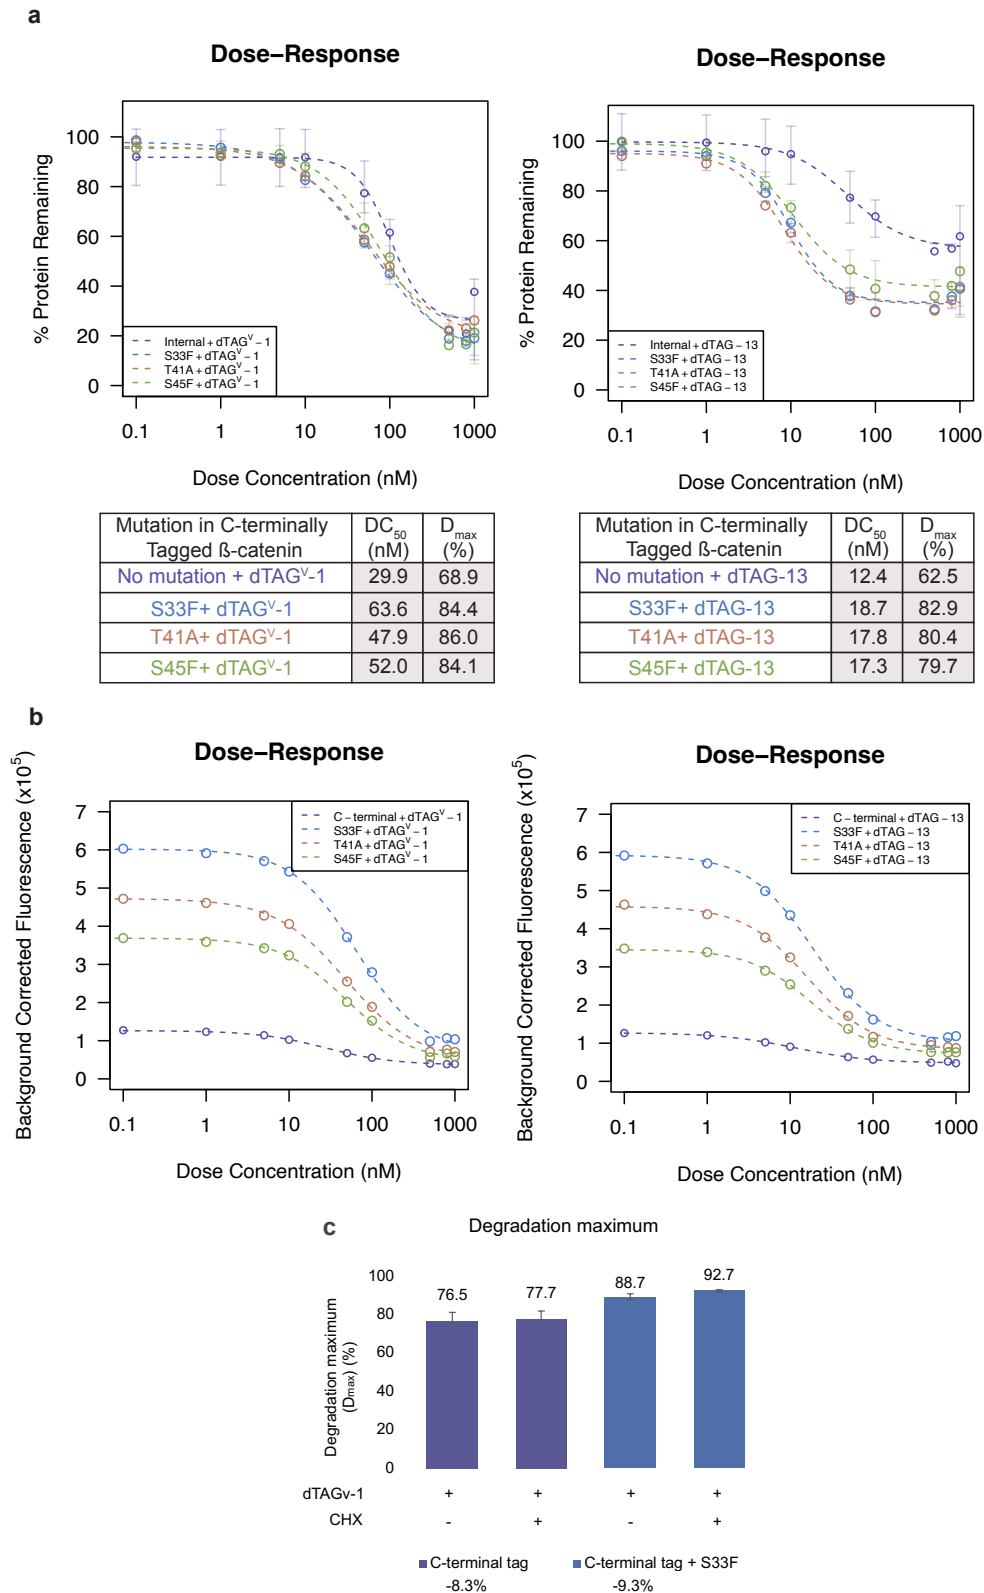 a
Dose–Response
% Protein Remaining
100
80
60
40
20
0
Internal + dTAGⱽ – 1
S33F + dTAGⱽ – 1
T41A + dTAGⱽ – 1
S45F + dTAGⱽ – 1
0.1 1 10 100 1000
Dose Concentration (nM)
Dose–Response
% Protein Remaining
100
80
60
40
20
0
Internal + dTAG – 13
S33F + dTAG – 13
T41A + dTAG – 13
S45F + dTAG – 13
0.1 1 10 100 1000
Dose Concentration (nM)
Mutation in C-terminally Tagged ß-catenin DC₅₀ (nM) Dmax (%)
No mutation + dTAGⱽ-1 29.9 68.9
S33F+ dTAGⱽ-1 63.6 84.4
T41A+ dTAGⱽ-1 47.9 86.0
S45F+ dTAGⱽ-1 52.0 84.1
Mutation in C-terminally Tagged ß-catenin DC₅₀ (nM) Dmax (%)
No mutation + dTAG-13 12.4 62.5
S33F+ dTAG-13 18.7 82.9
T41A+ dTAG-13 17.8 80.4
S45F+ dTAG-13 17.3 79.7
b
Dose–Response
Background Corrected Fluorescence (x10⁵)
7
6
5
4
3
2
1
0
C – terminal + dTAGⱽ – 1
S33F + dTAGⱽ – 1
T41A + dTAGⱽ – 1
S45F + dTAGⱽ – 1
0.1 1 10 100 1000
Dose Concentration (nM)
Dose–Response
Background Corrected Fluorescence (x10⁵)
7
6
5
4
3
2
1
0
C – terminal + dTAG – 13
S33F + dTAG – 13
T41A + dTAG – 13
S45F + dTAG – 13
0.1 1 10 100 1000
Dose Concentration (nM)
c
Degradation maximum
Degradation maximum
(Dmax) (%)
100
80
60
40
20
0
76.5 77.7 88.7 92.7
dTAGv-1 + + + +
CHX - + - +
C-terminal tag C-terminal tag + S33F
-8.3% -9.3%